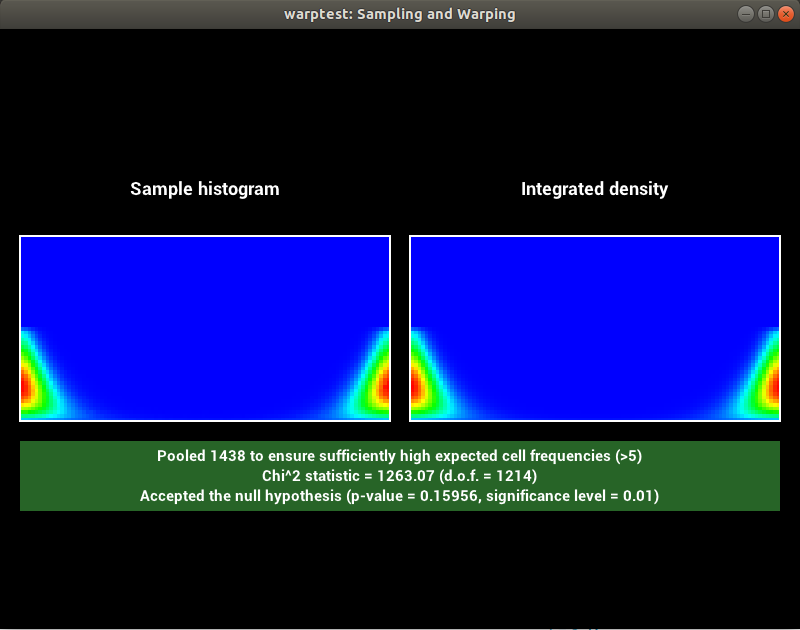 warptest: Sampling and Warping
Sample histogram
Integrated density
Pooled 1438 to ensure sufficiently high expected cell frequencies (>5)
Chi^2 statistic = 1263.07 (d.o.f. = 1214)
Accepted the null hypothesis (p-value = 0.15956, significance level = 0.01)